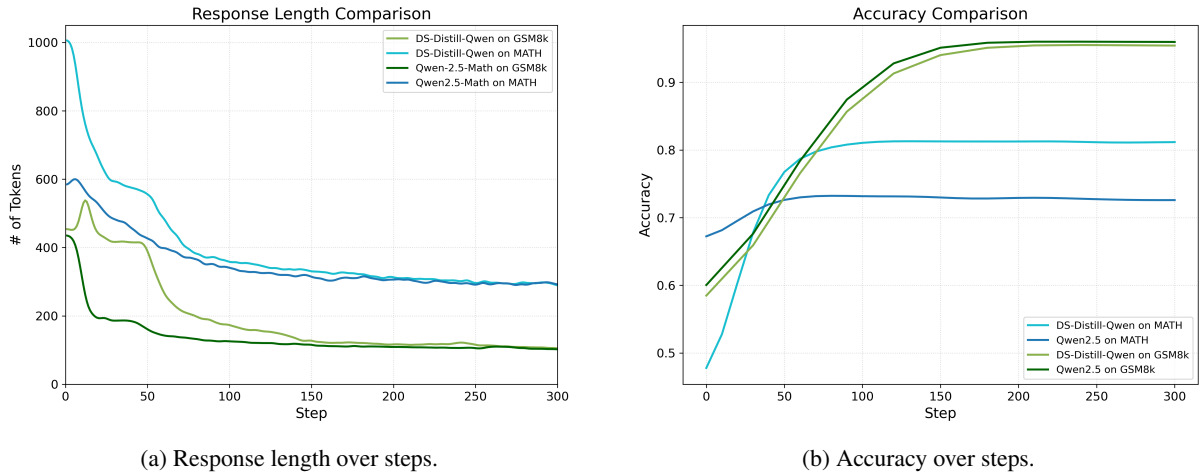 Response Length Comparison
# of Tokens
1000
800
600
400
200
0
0 50 100 150 200 250 300
Step
DS-Distill-Qwen on GSM8k
DS-Distill-Qwen on MATH
Qwen-2.5-Math on GSM8k
Qwen2.5-Math on MATH
(a) Response length over steps.
Accuracy Comparison
Accuracy
0.9
0.8
0.7
0.6
0.5
0 50 100 150 200 250 300
Step
DS-Distill-Qwen on MATH
Qwen2.5 on MATH
DS-Distill-Qwen on GSM8k
Qwen2.5 on GSM8k
(b) Accuracy over steps.